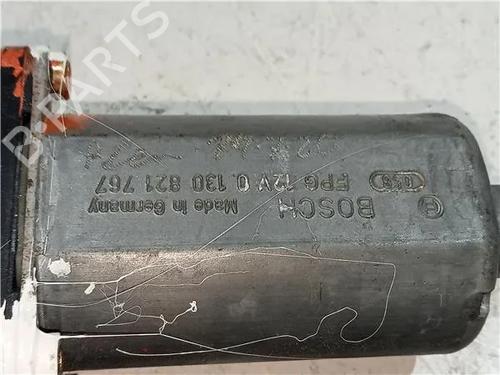 BOSCH
FPG 12V 0 130 821 767
Made in Germany
B-PARTS